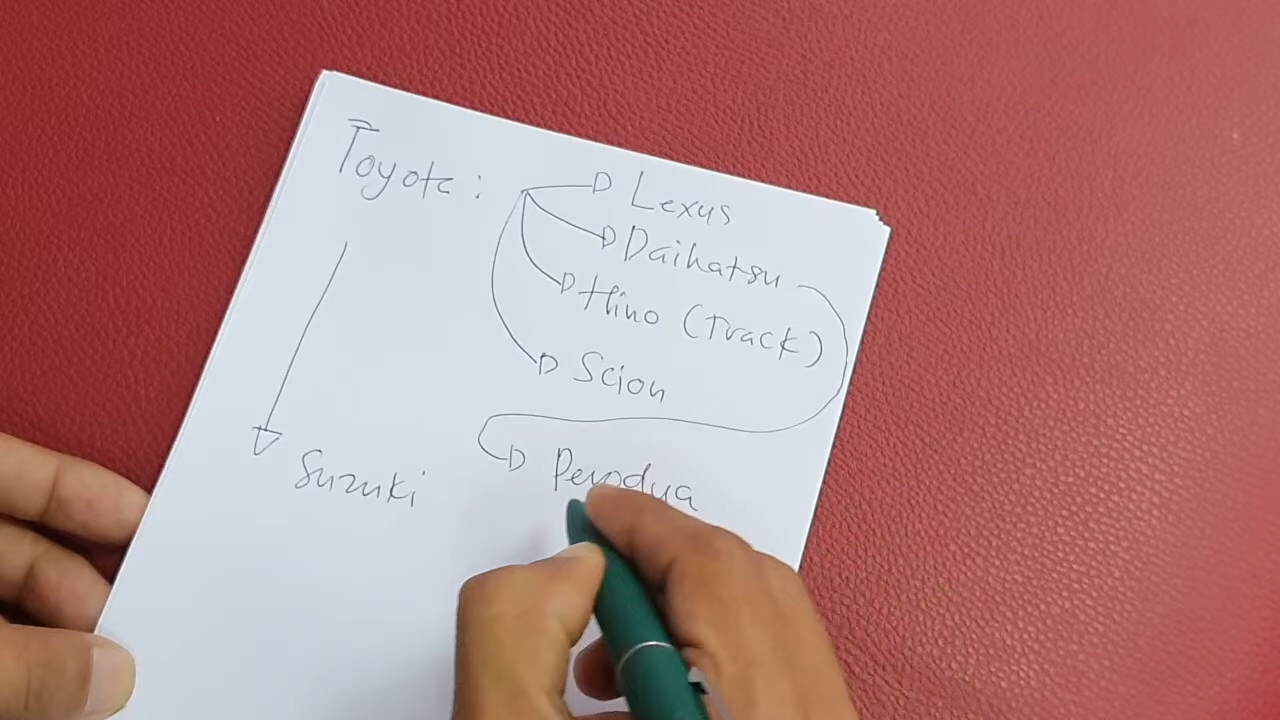 Toyota: Lexus
Daihatsu
Hino (Track)
Scion
Suzuki Perodua